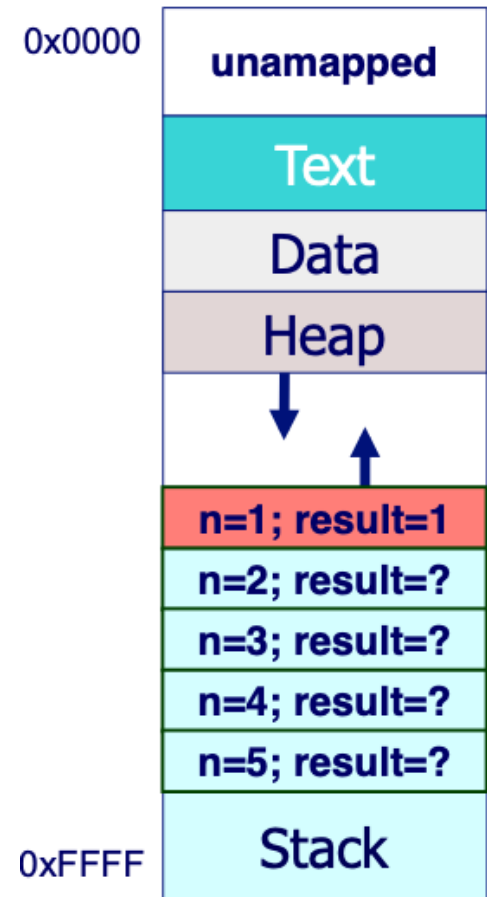 0x0000
unamapped
Text
Data
Heap
n=1; result=1
n=2; result=?
n=3; result=?
n=4; result=?
n=5; result=?
Stack
0xFFFF